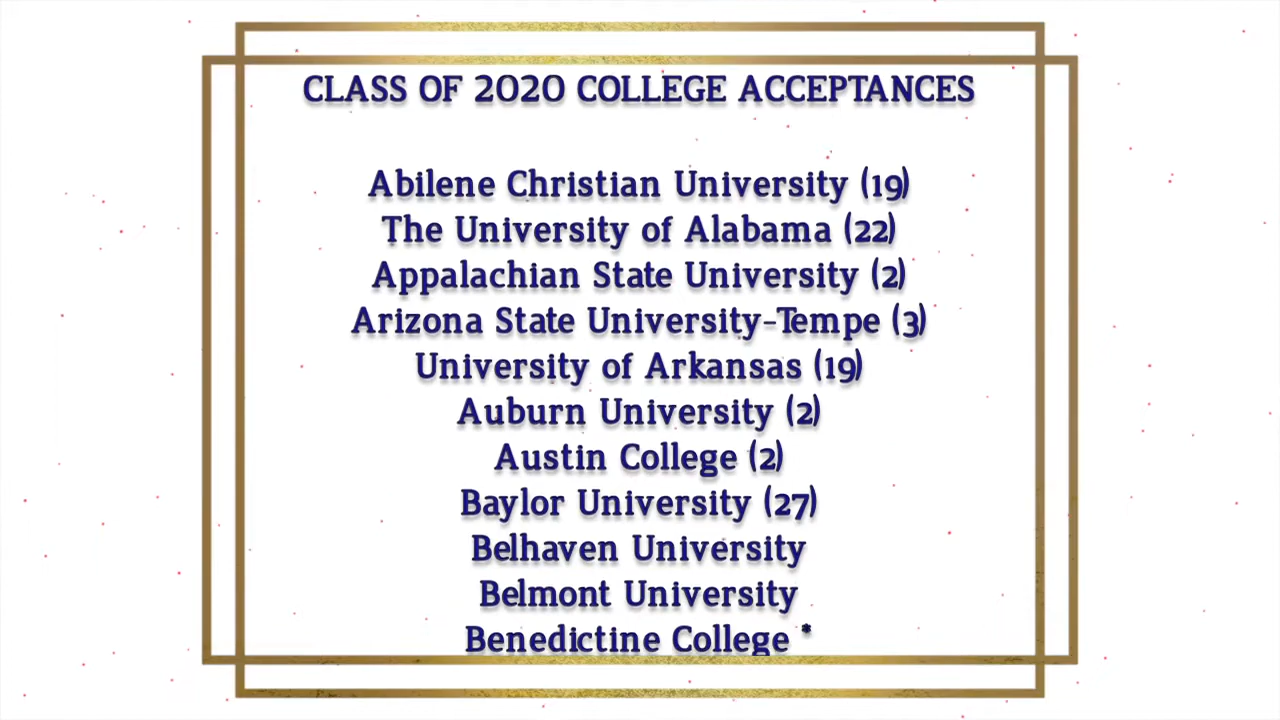 CLASS OF 2020 COLLEGE ACCEPTANCES
Abilene Christian University (19)
The University of Alabama (22)
Appalachian State University (2)
Arizona State University-Tempe (3)
University of Arkansas (19)
Auburn University (2)
Austin College (2)
Baylor University (27)
Belhaven University
Belmont University
Benedictine College *